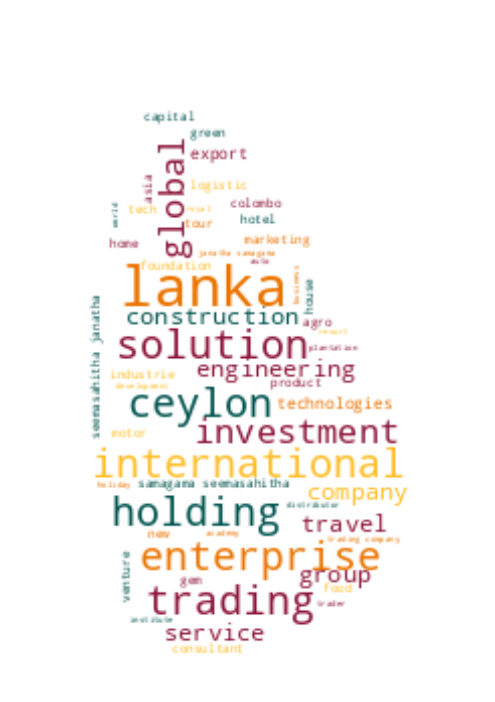 capital
green
export
global
asia
logistic
world
tech
royal
colombo
tour
hotel
home
marketing
janatha samagama
auto
foundation
lanka
house
construction
agro
resort
seemasahitha janatha
solution
plantation
engineering
industrie
product
development
ceylon
technologies
motor
investment
international
holiday
samagama seemasahitha
company
holding
distributor
travel
new
academy
trading company
enterprise
venture
group
gem
food
trading
trader
institute
service
consultant